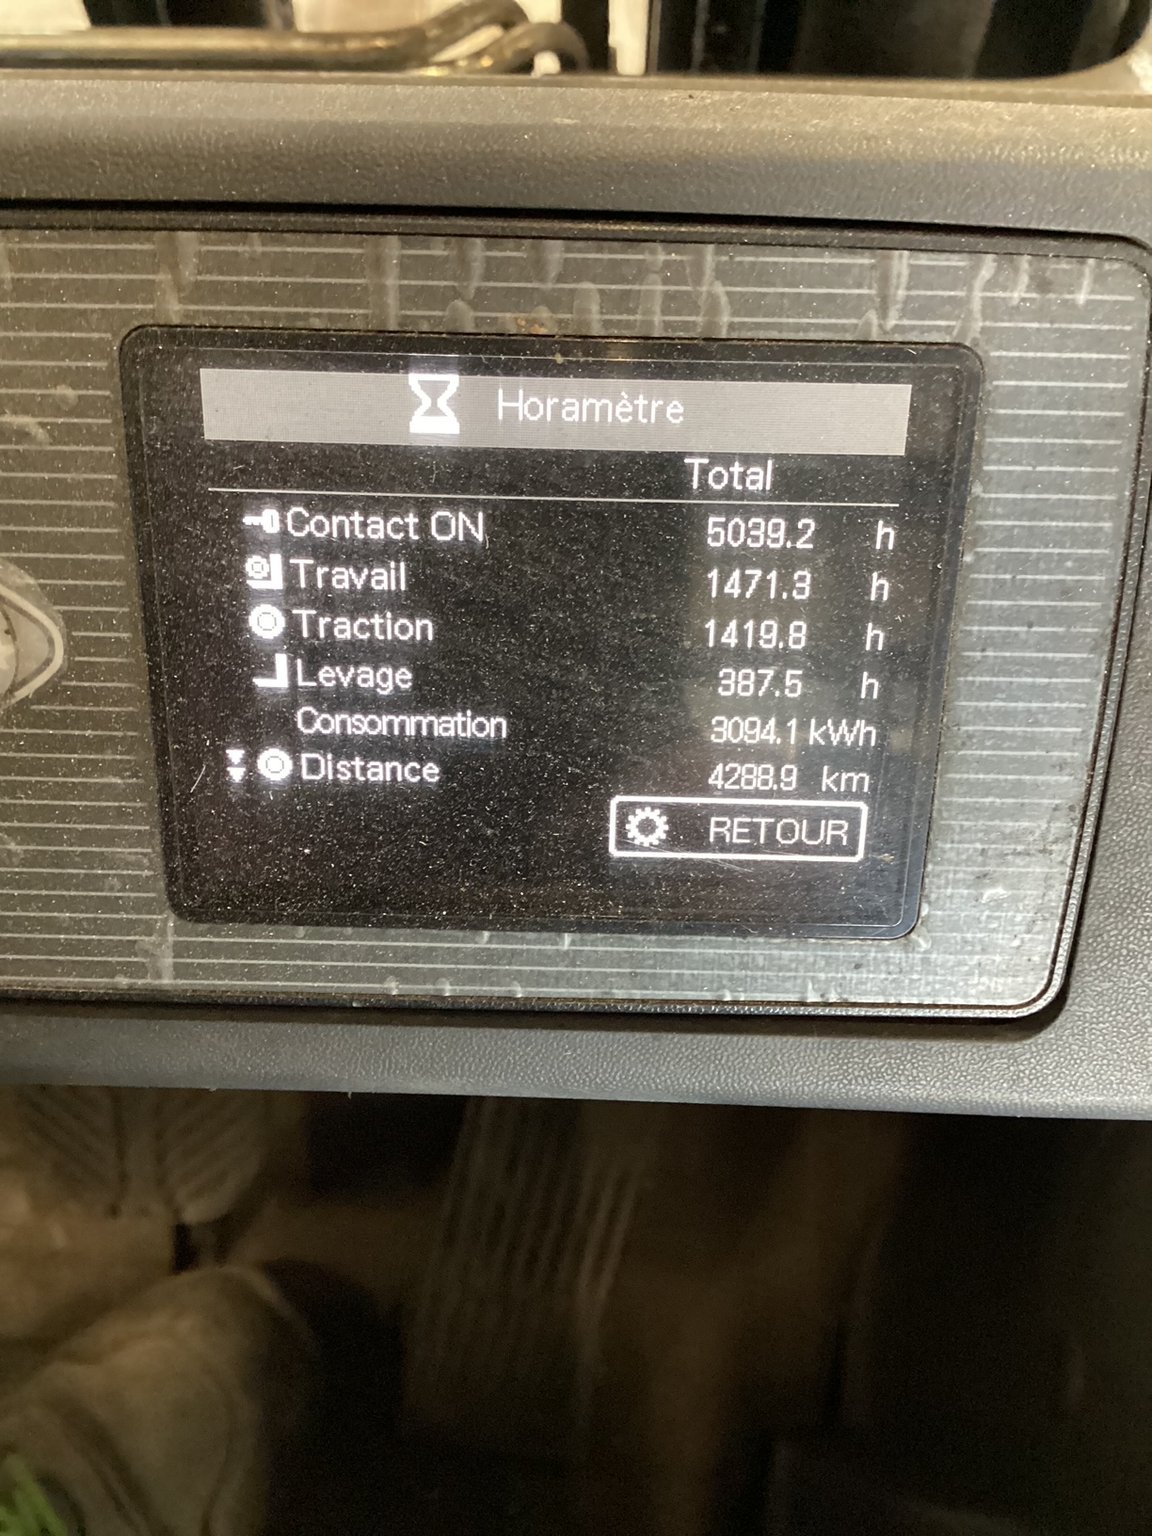 Horamètre
Total
Contact ON 5039.2 h
Travail 1471.3 h
Traction 1419.8 h
Levage 387.5 h
Consommation 3094.1 kWh
Distance 4288.9 km
RETOUR